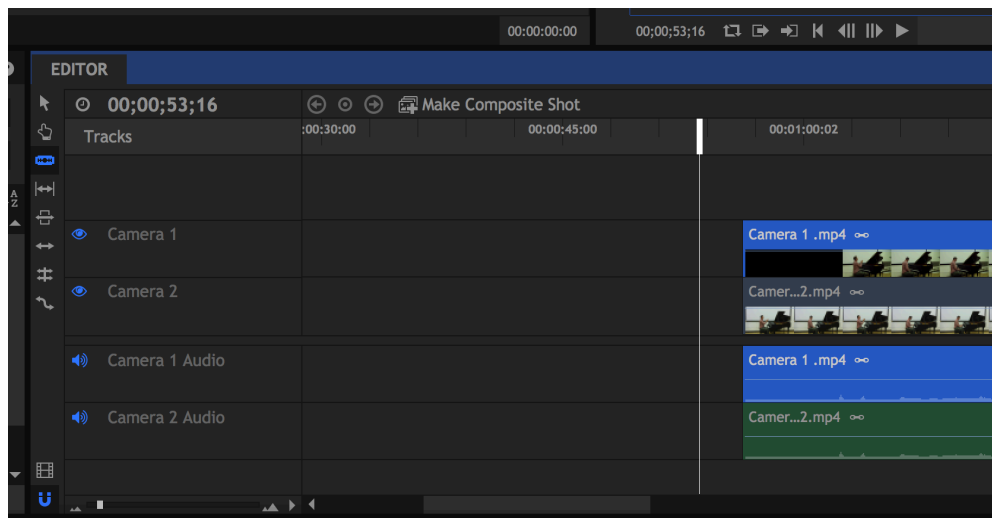 00:00:00:00
00;00;53;16
EDITOR
00;00;53;16
Make Composite Shot
Tracks
:00:30:00
00:00:45:00
00:01:00:02
A
Z
Camera 1
Camera 1 .mp4
Camera 2
Camer...2.mp4
Camera 1 Audio
Camera 1 .mp4
Camera 2 Audio
Camer...2.mp4